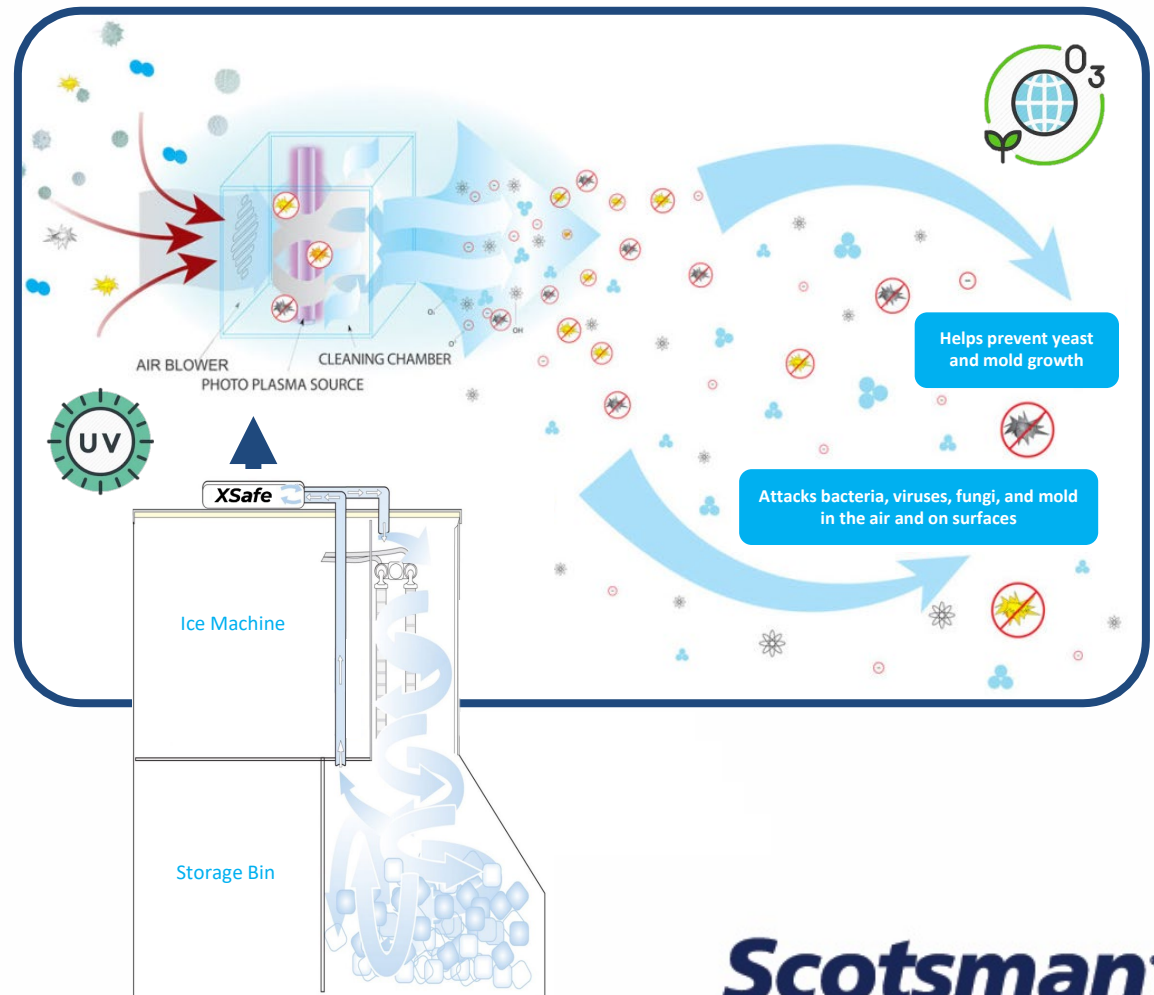 O3
O-
O-
OH
AIR BLOWER
CLEANING CHAMBER
PHOTO PLASMA SOURCE
Helps prevent yeast
and mold growth
UV
XSafe
Attacks bacteria, viruses, fungi, and mold
in the air and on surfaces
Ice Machine
Storage Bin
Scotsman